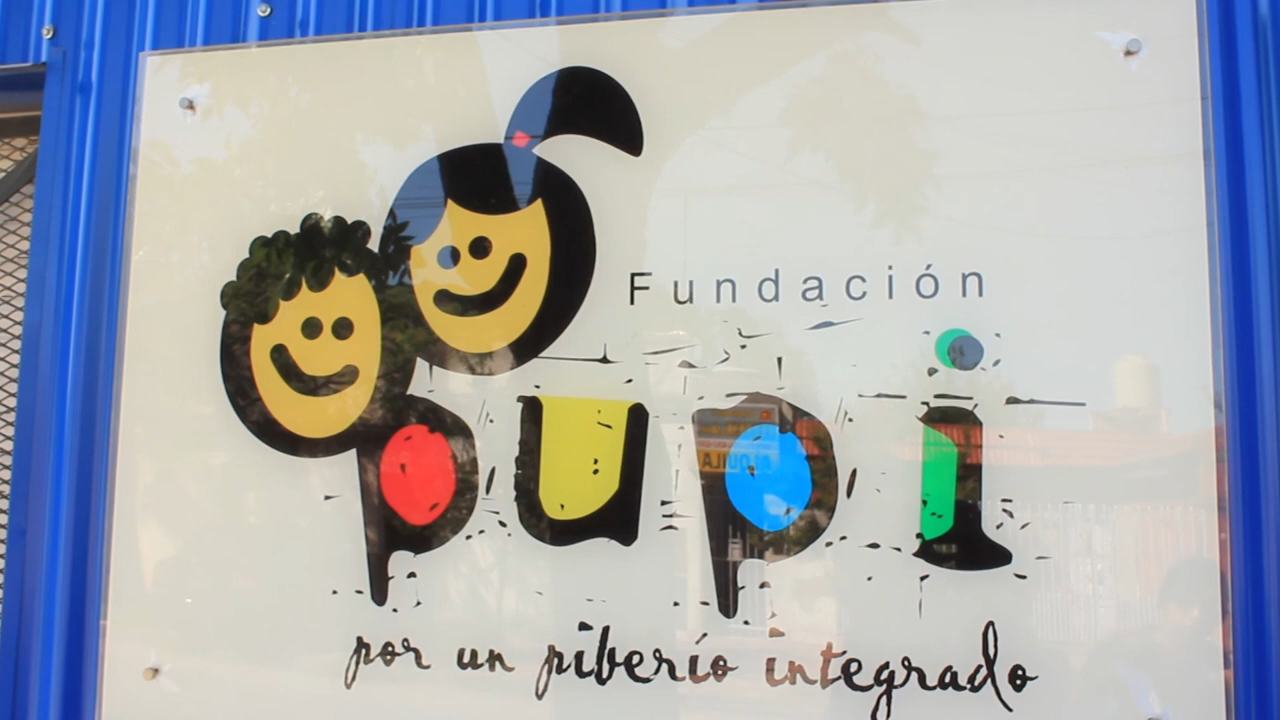 Fundación
pupi
por un piberío integrado